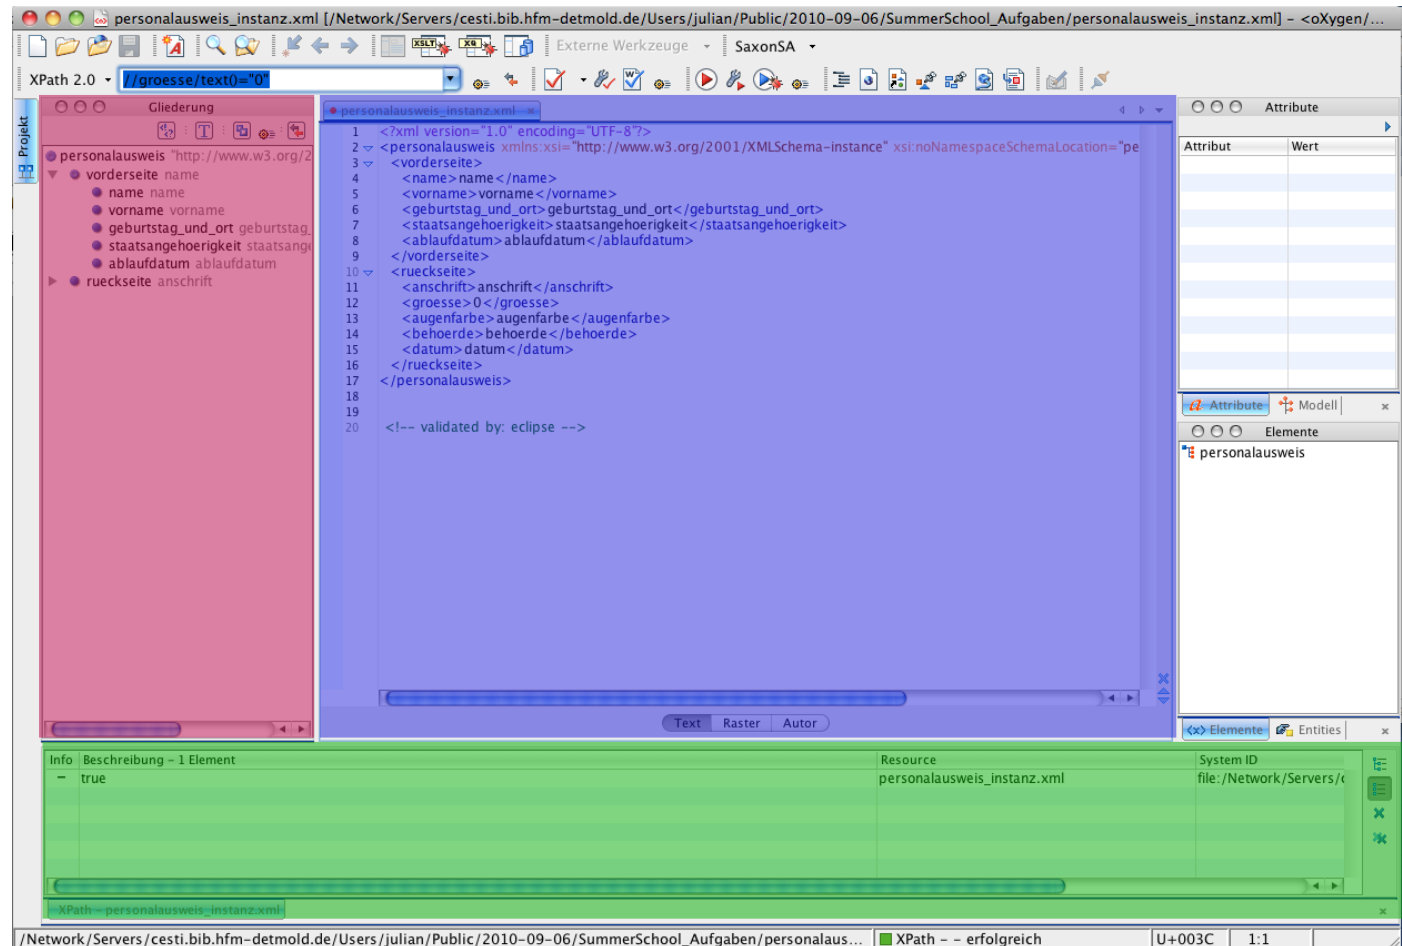 personalausweis_instanz.xml [/Network/Servers/cesti.bib.hfm-detmold.de/Users/julian/Public/2010-09-06/SummerSchool_Aufgaben/personalausweis_instanz.xml] - <oXygen/...
Externe Werkzeuge SaxonSA
XPath 2.0 //groesse/text()="0"
Projekt
Gliederung
personalausweis "http://www.w3.org/2
vorderseite name
name name
vorname vorname
geburtstag_und_ort geburtstag_
staatsangehoerigkeit staatsange
ablaufdatum ablaufdatum
rueckseite anschrift
personalausweis_instanz.xml
1 <?xml version="1.0" encoding="UTF-8"?>
2 <personalausweis xmlns:xsi="http://www.w3.org/2001/XMLSchema-instance" xsi:noNamespaceSchemaLocation="pe
3 <vorderseite>
4 <name>name</name>
5 <vorname>vorname</vorname>
6 <geburtstag_und_ort>geburtstag_und_ort</geburtstag_und_ort>
7 <staatsangehoerigkeit>staatsangehoerigkeit</staatsangehoerigkeit>
8 <ablaufdatum>ablaufdatum</ablaufdatum>
9 </vorderseite>
10 <rueckseite>
11 <anschrift>anschrift</anschrift>
12 <groesse>0</groesse>
13 <augenfarbe>augenfarbe</augenfarbe>
14 <behoerde>behoerde</behoerde>
15 <datum>datum</datum>
16 </rueckseite>
17 </personalausweis>
18
19
20 <!-- validated by: eclipse -->
Text Raster Autor
Attribute
Attribut Wert
Attribute Modell
Elemente
personalausweis
<x> Elemente Entities
Info Beschreibung – 1 Element Resource System ID
true personalausweis_instanz.xml file:/Network/Servers/c
XPath – personalausweis_instanz.xml
/Network/Servers/cesti.bib.hfm-detmold.de/Users/julian/Public/2010-09-06/SummerSchool_Aufgaben/personalaus... XPath – – erfolgreich U+003C 1:1